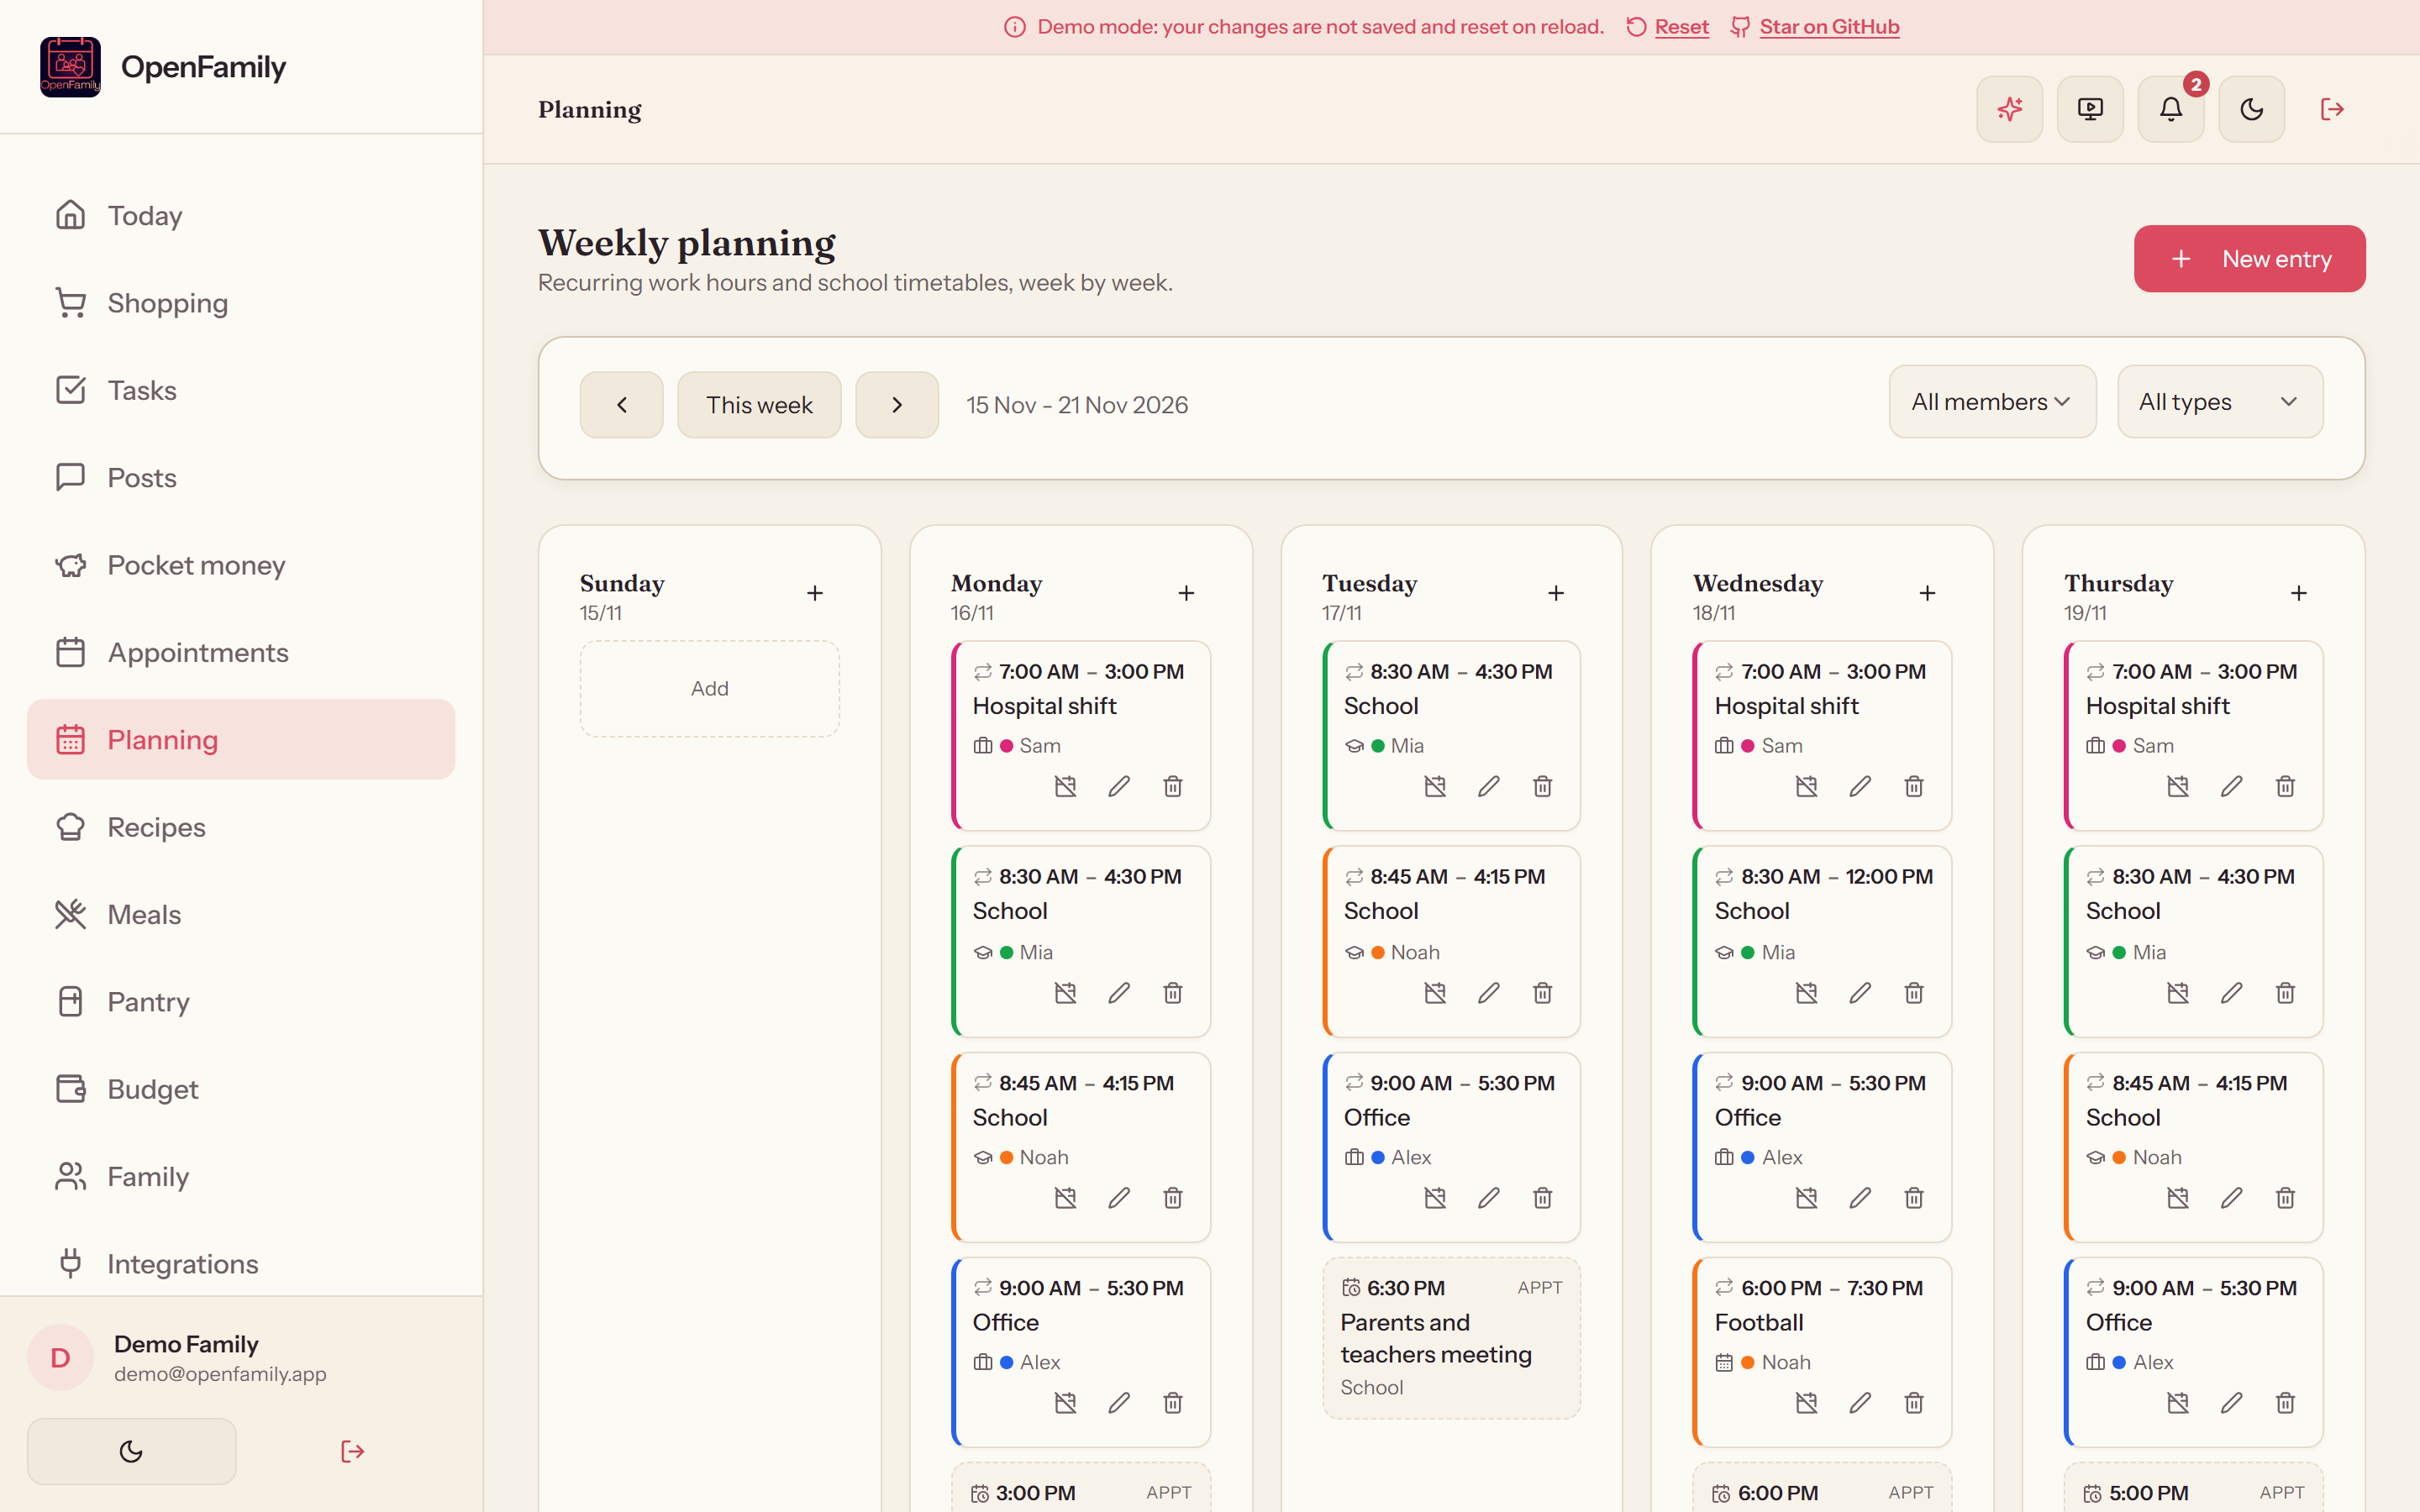 OpenFamily
OpenFamily
Today
Shopping
Tasks
Posts
Pocket money
Appointments
Planning
Recipes
Meals
Pantry
Budget
Family
Integrations
D
Demo Family
demo@openfamily.app
Demo mode: your changes are not saved and reset on reload. Reset Star on GitHub
Planning
2
Weekly planning
Recurring work hours and school timetables, week by week.
New entry
This week
15 Nov - 21 Nov 2026
All members
All types
Sunday
15/11
Add
Monday
16/11
7:00 AM – 3:00 PM
Hospital shift
Sam
8:30 AM – 4:30 PM
School
Mia
8:45 AM – 4:15 PM
School
Noah
9:00 AM – 5:30 PM
Office
Alex
3:00 PM APPT
Tuesday
17/11
8:30 AM – 4:30 PM
School
Mia
8:45 AM – 4:15 PM
School
Noah
9:00 AM – 5:30 PM
Office
Alex
6:30 PM APPT
Parents and
teachers meeting
School
Wednesday
18/11
7:00 AM – 3:00 PM
Hospital shift
Sam
8:30 AM – 12:00 PM
School
Mia
9:00 AM – 5:30 PM
Office
Alex
6:00 PM – 7:30 PM
Football
Noah
6:00 PM APPT
Thursday
19/11
7:00 AM – 3:00 PM
Hospital shift
Sam
8:30 AM – 4:30 PM
School
Mia
8:45 AM – 4:15 PM
School
Noah
9:00 AM – 5:30 PM
Office
Alex
5:00 PM APPT